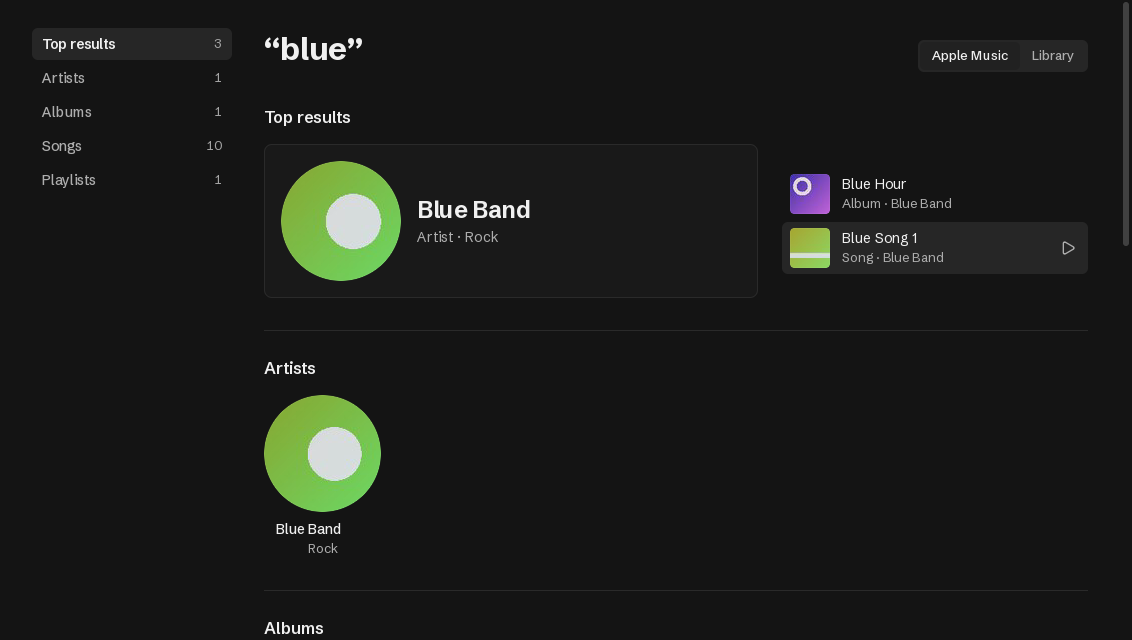 Top results 3
Artists 1
Albums 1
Songs 10
Playlists 1
“blue”
Apple Music Library
Top results
Blue Band
Artist · Rock
Blue Hour
Album · Blue Band
Blue Song 1
Song · Blue Band
Artists
Blue Band
Rock
Albums